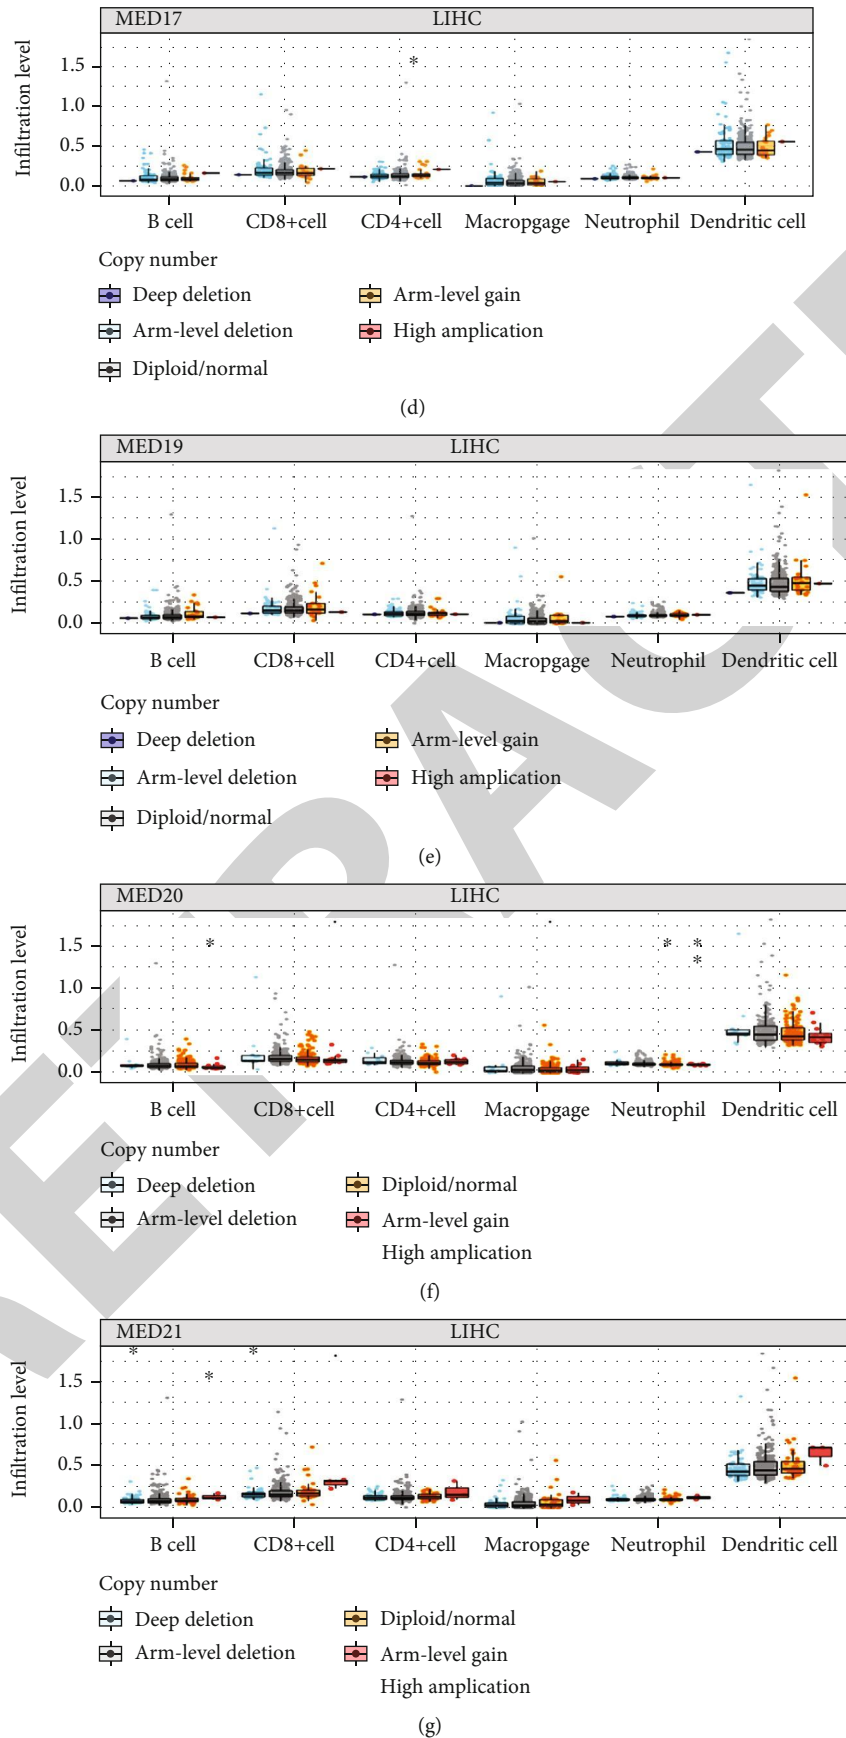 MED17 LIHC
Infiltration level
1.5
1.0
0.5
0.0
*
B cell CD8+cell CD4+cell Macropgage Neutrophil Dendritic cell
Copy number
Deep deletion Arm-level gain
Arm-level deletion High amplication
Diploid/normal
(d)
MED19 LIHC
Infiltration level
1.5
1.0
0.5
0.0
B cell CD8+cell CD4+cell Macropgage Neutrophil Dendritic cell
Copy number
Deep deletion Arm-level gain
Arm-level deletion High amplication
Diploid/normal
(e)
MED20 LIHC
Infiltration level
1.5
1.0
0.5
0.0
* * *
*
B cell CD8+cell CD4+cell Macropgage Neutrophil Dendritic cell
Copy number
Deep deletion Diploid/normal
Arm-level deletion Arm-level gain
High amplication
(f)
MED21 LIHC
Infiltration level
1.5
1.0
0.5
0.0
* *
*
B cell CD8+cell CD4+cell Macropgage Neutrophil Dendritic cell
Copy number
Deep deletion Diploid/normal
Arm-level deletion Arm-level gain
High amplication
(g)